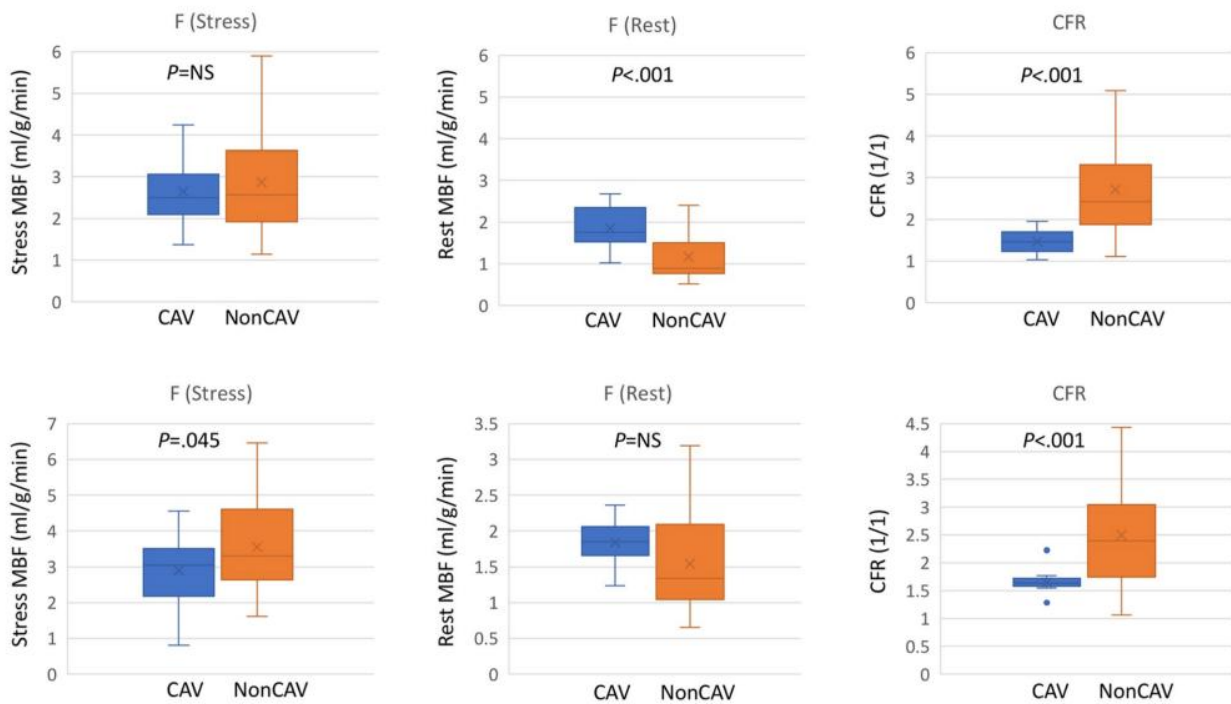 F (Stress)
P=NS
Stress MBF (ml/g/min)
6
5
4
3
2
1
0
CAV NonCAV
F (Rest)
P<.001
Rest MBF (ml/g/min)
6
5
4
3
2
1
0
CAV NonCAV
CFR
P<.001
CFR (1/1)
6
5
4
3
2
1
0
CAV NonCAV
F (Stress)
P=.045
Stress MBF (ml/g/min)
7
6
5
4
3
2
1
0
CAV NonCAV
F (Rest)
P=NS
Rest MBF (ml/g/min)
3.5
3
2.5
2
1.5
1
0.5
0
CAV NonCAV
CFR
P<.001
CFR (1/1)
4.5
4
3.5
3
2.5
2
1.5
1
0.5
0
CAV NonCAV